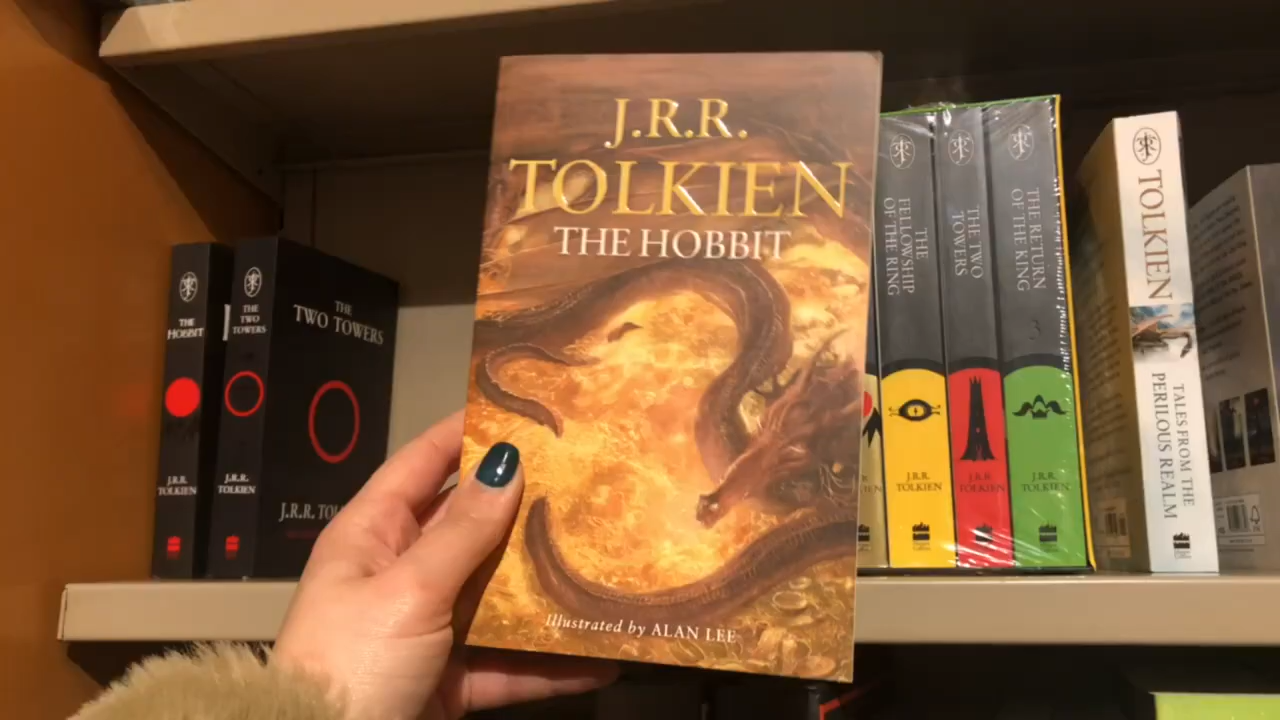 J.R.R.
TOLKIEN
THE HOBBIT
Illustrated by ALAN LEE
THE
HOBBIT
J.R.R.
TOLKIEN
THE
TWO
TOWERS
J.R.R.
TOLKIEN
THE
TWO TOWERS
J.R.R. TOL
THE
FELLOWSHIP
OF THE RING
J.R.R.
TOLKIEN
THE TWO
TOWERS
J.R.R.
TOLKIEN
THE RETURN
OF THE KING
3
J.R.R.
TOLKIEN
TOLKIEN
TALES FROM THE
PERILOUS REALM